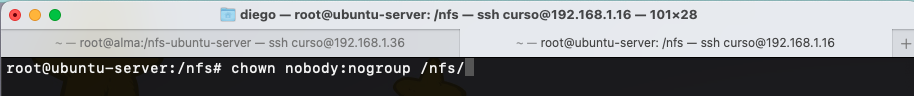 diego — root@ubuntu-server: /nfs — ssh curso@192.168.1.16 — 101×28
~ — root@alma:/nfs-ubuntu-server — ssh curso@192.168.1.36
~ — root@ubuntu-server: /nfs — ssh curso@192.168.1.16
+
root@ubuntu-server:/nfs# chown nobody:nogroup /nfs/